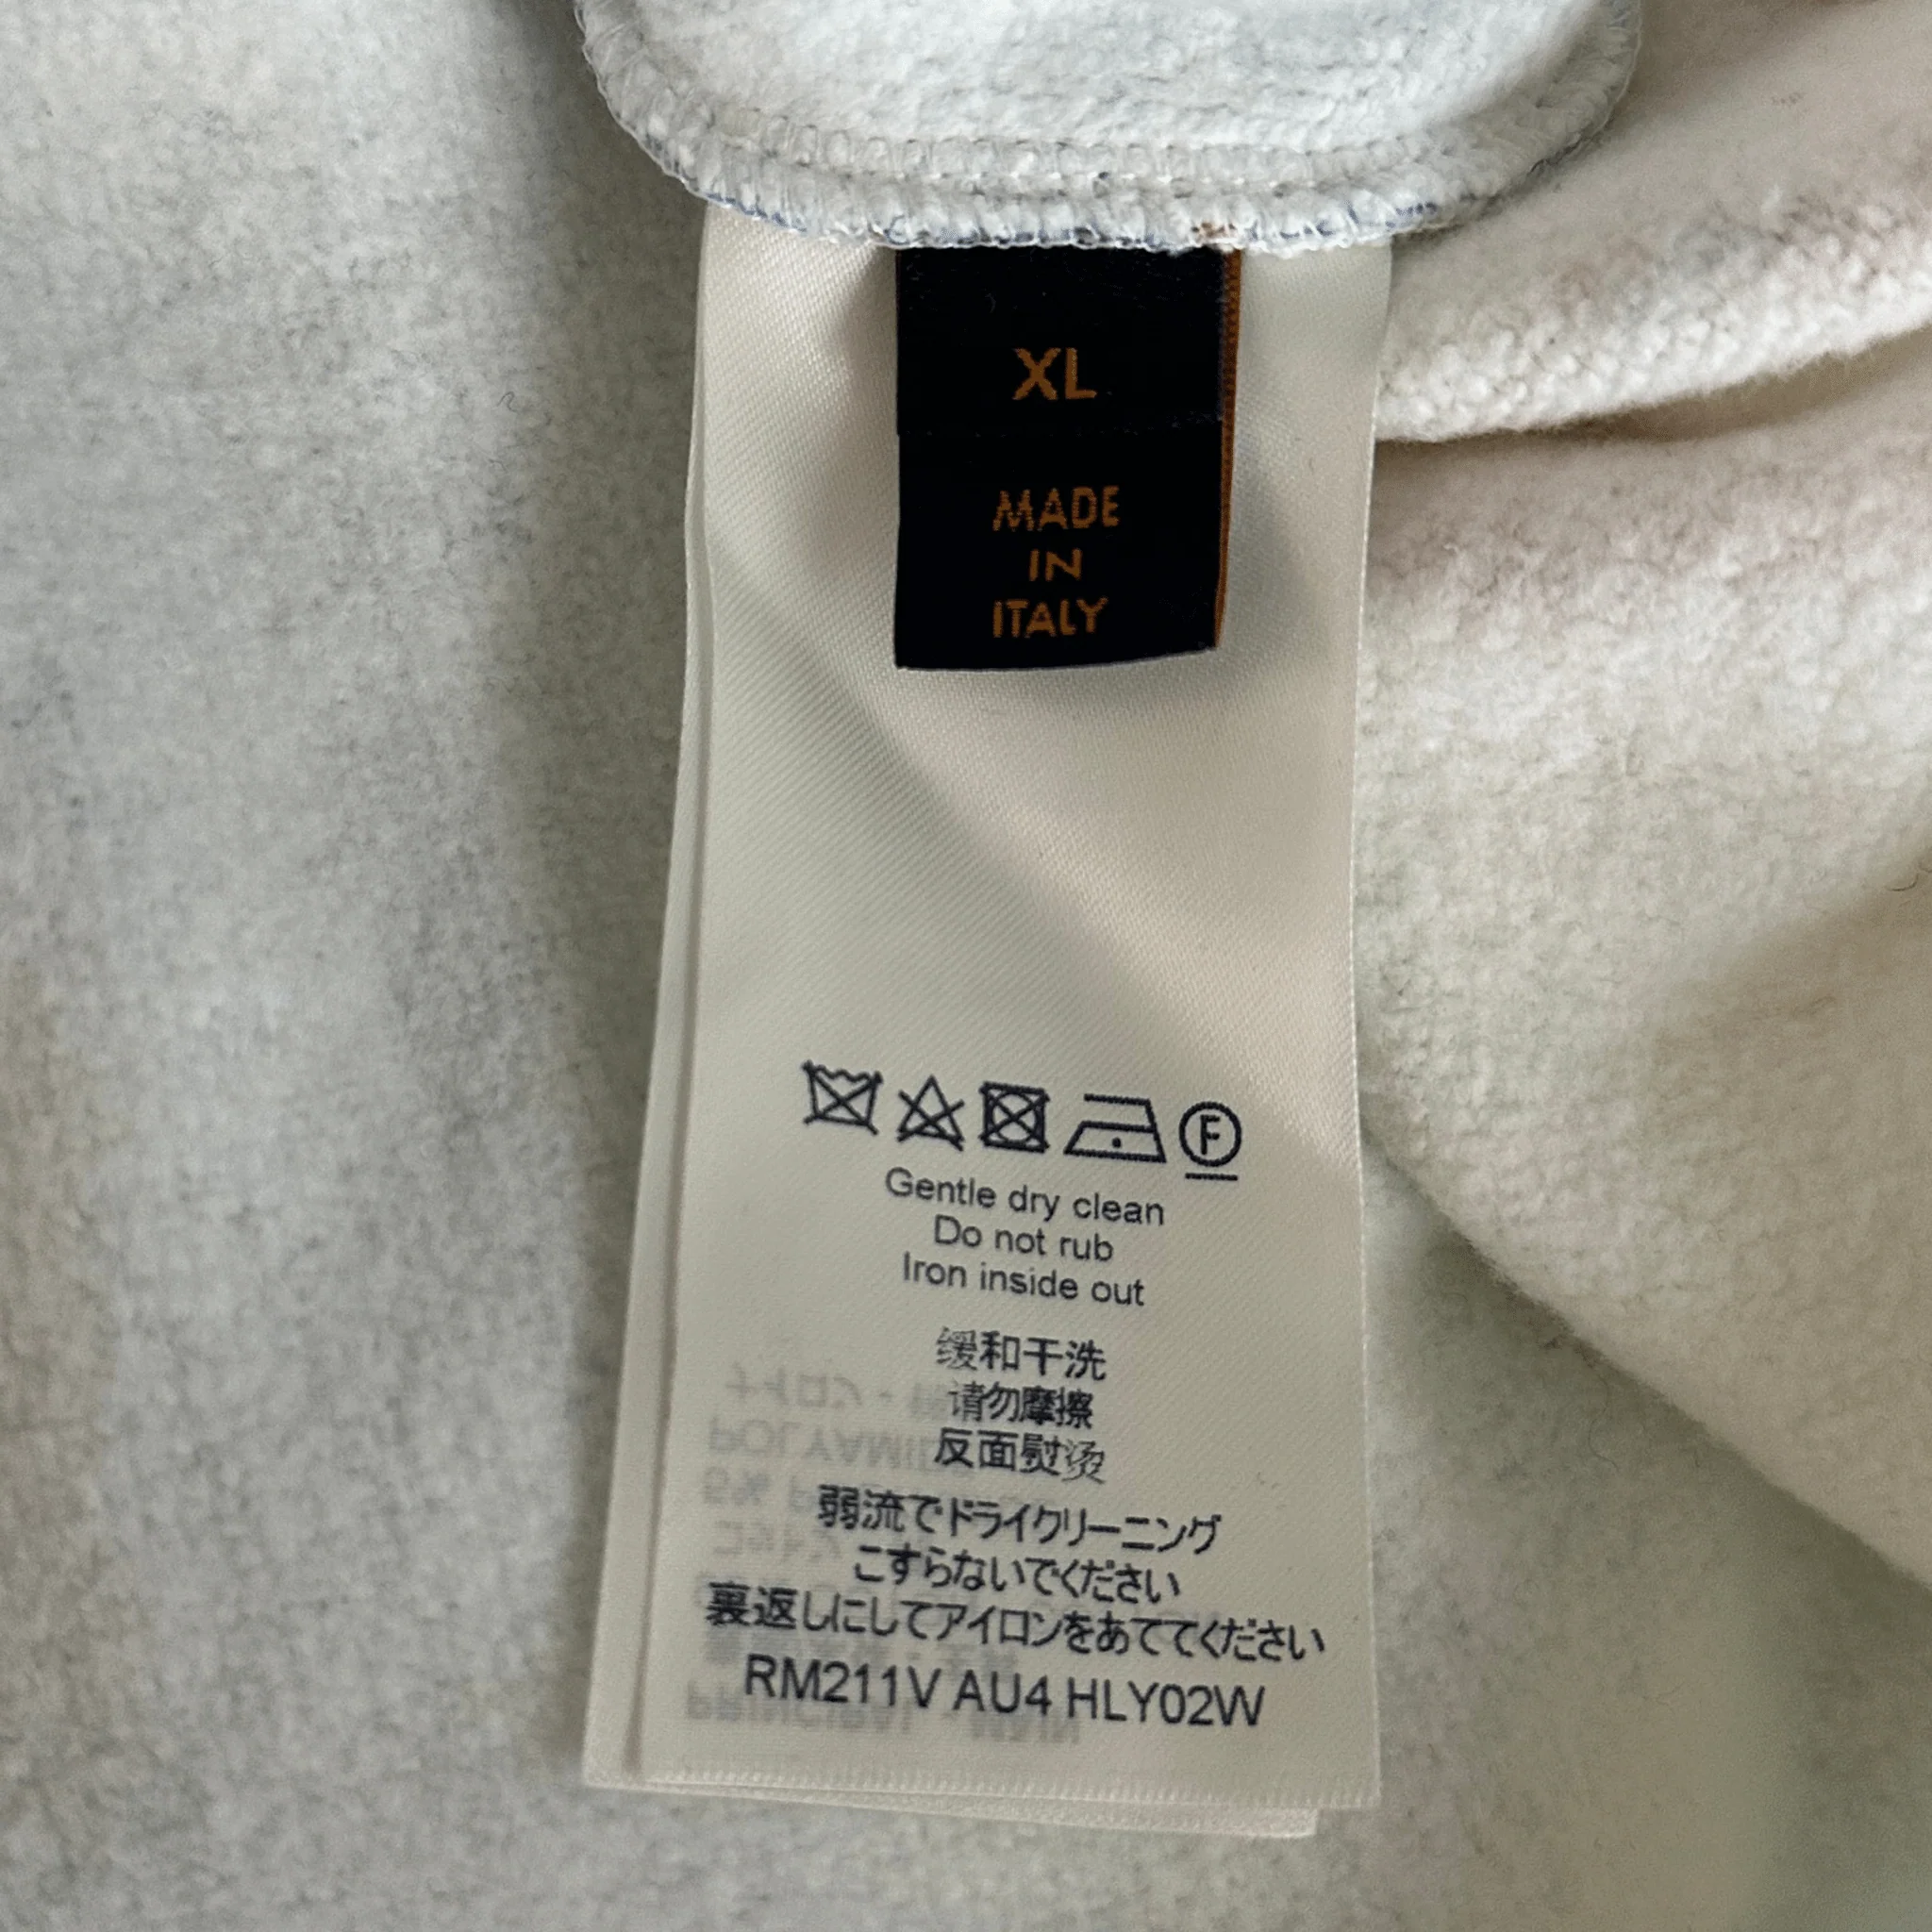 XL
MADE
IN
ITALY
F
Gentle dry clean
Do not rub
Iron inside out
缓和干洗
请勿摩擦
反面熨烫
弱流でドライクリーニング
こすらないでください
裏返しにしてアイロンをあててください
RM211V AU4 HLY02W